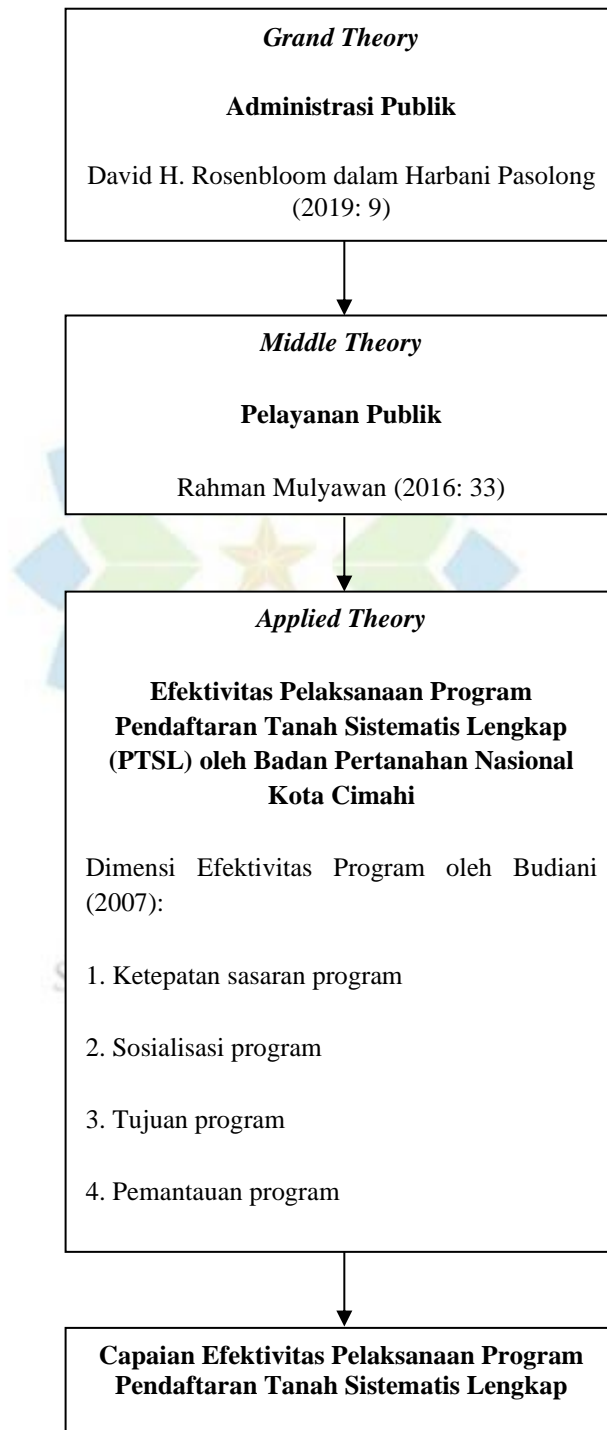 Grand Theory
Administrasi Publik
David H. Rosenbloom dalam Harbani Pasolong
(2019: 9)
Middle Theory
Pelayanan Publik
Rahman Mulyawan (2016: 33)
Applied Theory
Efektivitas Pelaksanaan Program
Pendaftaran Tanah Sistematis Lengkap
(PTSL) oleh Badan Pertanahan Nasional
Kota Cimahi
Dimensi Efektivitas Program oleh Budiani
(2007):
1. Ketepatan sasaran program
2. Sosialisasi program
3. Tujuan program
4. Pemantauan program
Capaian Efektivitas Pelaksanaan Program
Pendaftaran Tanah Sistematis Lengkap